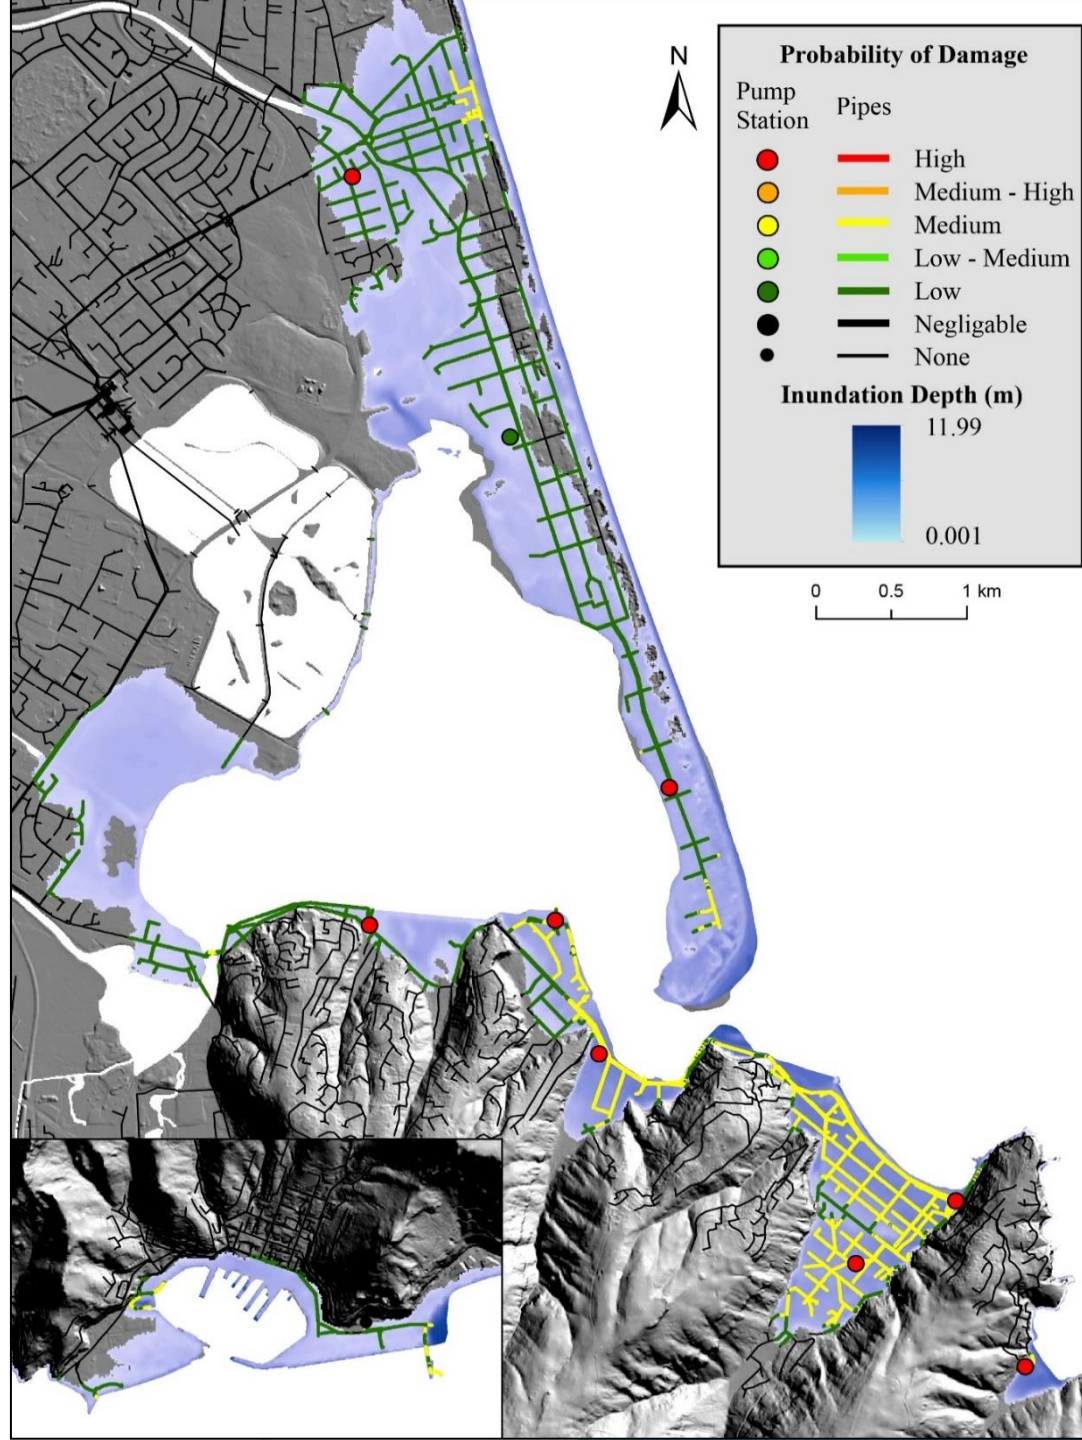 N
Probability of Damage
Pump
Station
Pipes
High
Medium - High
Medium
Low - Medium
Low
Negligable
None
Inundation Depth (m)
11.99
0.001
0 0.5 1 km